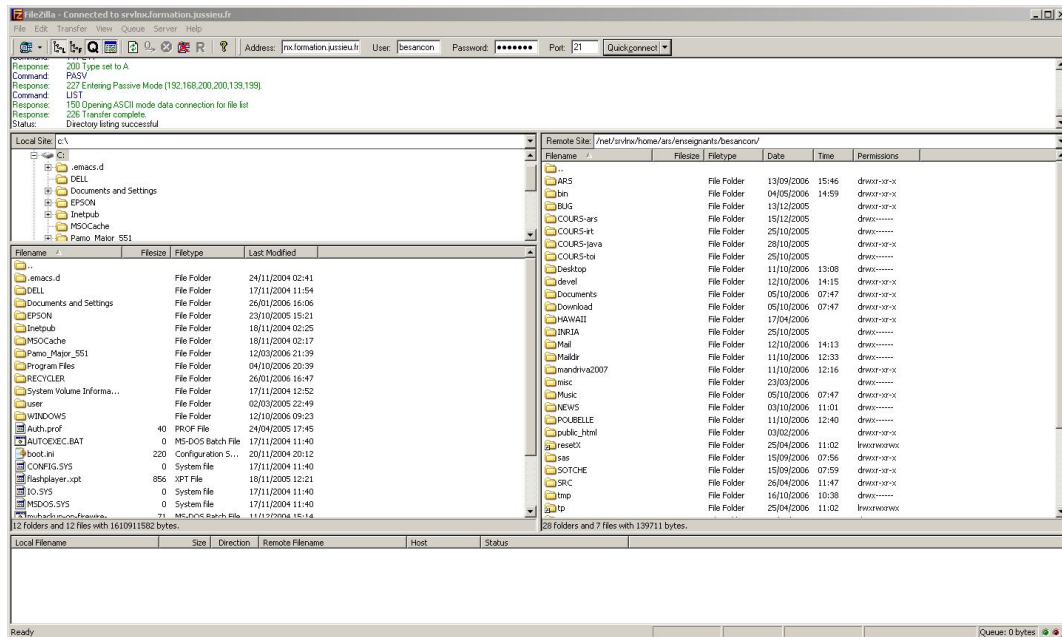 FileZilla - Connected to srvlnx.formation.jussieu.fr
File Edit Transfer View Queue Server Help
Address: nx.formation.jussieu.fr User: besancon Password: ●●●●●●● Port: 21 Quickconnect
Response: 200 Type set to A
Command: PASV
Response: 227 Entering Passive Mode (192,168,200,200,139,199).
Command: LIST
Response: 150 Opening ASCII mode data connection for file list
Response: 226 Transfer complete.
Status: Directory listing successful
Local Site: c:\
C:
.emacs.d
DELL
Documents and Settings
EPSON
Inetpub
MSOCache
Pamo_Major_551
Filename Filesize Filetype Last Modified
..
.emacs.d File Folder 24/11/2004 02:41
DELL File Folder 17/11/2004 11:54
Documents and Settings File Folder 26/01/2006 16:06
EPSON File Folder 23/10/2005 15:21
Inetpub File Folder 18/11/2004 02:25
MSOCache File Folder 18/11/2004 02:17
Pamo_Major_551 File Folder 12/03/2006 21:39
Program Files File Folder 04/10/2006 20:39
RECYCLER File Folder 26/01/2006 16:47
System Volume Informa... File Folder 17/11/2004 12:52
user File Folder 02/03/2005 22:49
WINDOWS File Folder 12/10/2006 09:23
Auth.prof 40 PROF File 24/04/2005 17:45
AUTOEXEC.BAT 0 MS-DOS Batch File 17/11/2004 11:40
boot.ini 220 Configuration S... 20/11/2004 20:12
CONFIG.SYS 0 System file 17/11/2004 11:40
flashplayer.xpt 856 XPT File 18/11/2005 12:21
IO.SYS 0 System file 17/11/2004 11:40
MSDOS.SYS 0 System file 17/11/2004 11:40
mybackup-on-firewire- 71 MS-DOS Batch File 11/12/2004 15:14
12 folders and 12 files with 1610911582 bytes.
Remote Site: /net/srvlnx/home/ars/enseignants/besancon/
Filename Filesize Filetype Date Time Permissions
..
ARS File Folder 13/09/2006 15:46 drwxr-xr-x
bin File Folder 04/05/2006 14:59 drwxr-xr-x
BUG File Folder 13/12/2005 drwxr-xr-x
COURS-ars File Folder 15/12/2005 drwx------
COURS-irt File Folder 25/10/2005 drwx------
COURS-java File Folder 28/10/2005 drwxr-xr-x
COURS-toi File Folder 25/10/2005 drwx------
Desktop File Folder 11/10/2006 13:08 drwx------
devel File Folder 12/10/2006 14:15 drwxr-xr-x
Documents File Folder 05/10/2006 07:47 drwxr-xr-x
Download File Folder 05/10/2006 07:47 drwxr-xr-x
HAWAII File Folder 17/04/2006 drwxr-xr-x
INRIA File Folder 25/10/2005 drwx------
Mail File Folder 12/10/2006 14:13 drwx------
Maildir File Folder 11/10/2006 12:33 drwx------
mandriva2007 File Folder 11/10/2006 12:16 drwxr-xr-x
misc File Folder 23/03/2006 drwx------
Music File Folder 05/10/2006 07:47 drwxr-xr-x
NEWS File Folder 03/10/2006 11:01 drwx------
POUBELLE File Folder 11/10/2006 12:40 drwx------
public_html File Folder 03/02/2006 drwxr-xr-x
resetX File Folder 25/04/2006 11:02 lrwxrwxrwx
sas File Folder 15/09/2006 07:56 drwxr-xr-x
SOTCHE File Folder 15/09/2006 07:59 drwxr-xr-x
SRC File Folder 26/04/2006 11:47 drwxr-xr-x
tmp File Folder 16/10/2006 10:38 drwx------
tp File Folder 25/04/2006 11:02 lrwxrwxrwx
28 folders and 7 files with 139711 bytes.
Local Filename Size Direction Remote Filename Host Status
Ready
Queue: 0 bytes